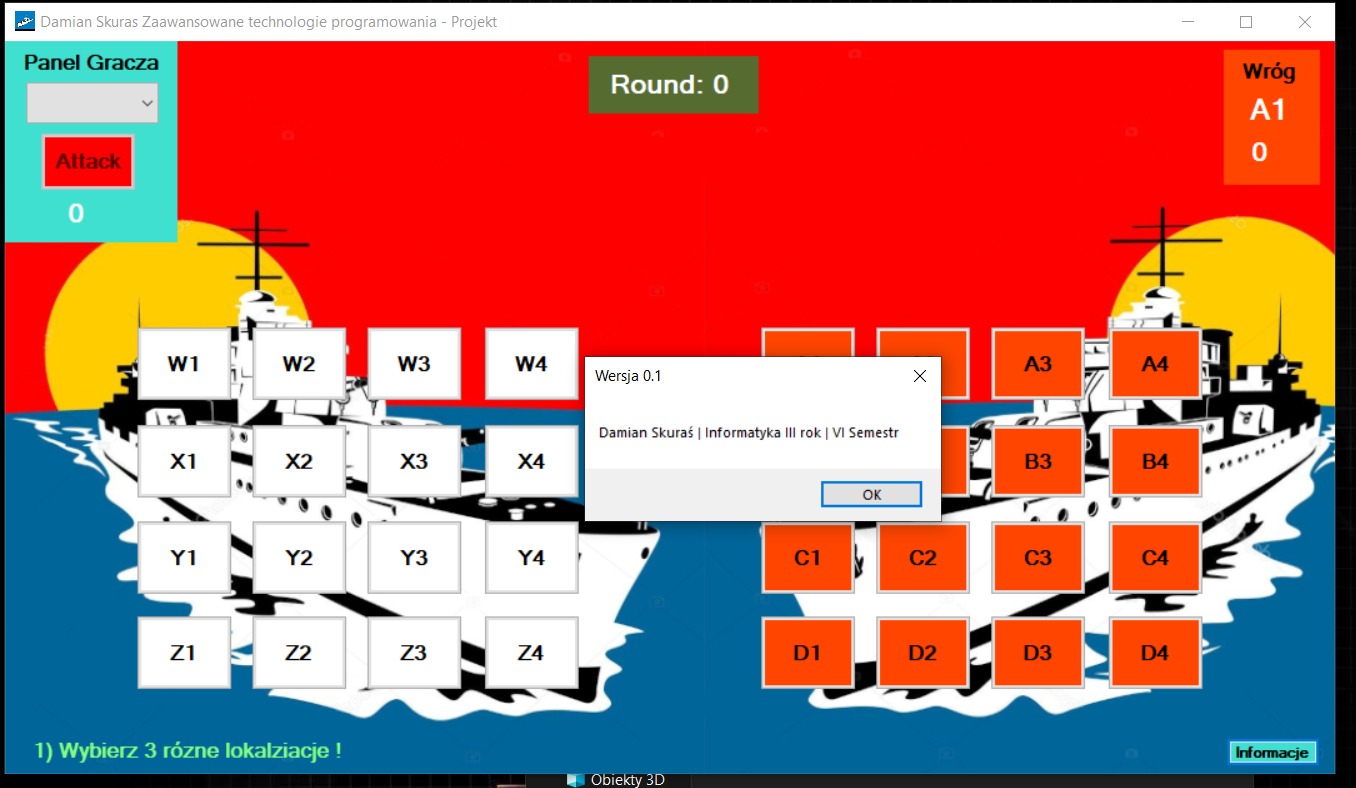 Damian Skuras Zaawansowane technologie programowania - Projekt
Panel Gracza
Attack
0
Round: 0
Wróg
A1
0
W1 W2 W3 W4
X1 X2 X3 X4
Y1 Y2 Y3 Y4
Z1 Z2 Z3 Z4
Wersja 0.1
Damian Skuraś | Informatyka III rok | VI Semestr
OK
A3 A4
B3 B4
C1 C2 C3 C4
D1 D2 D3 D4
1) Wybierz 3 rózne lokalziacje !
Informacje
Obiekty 3D